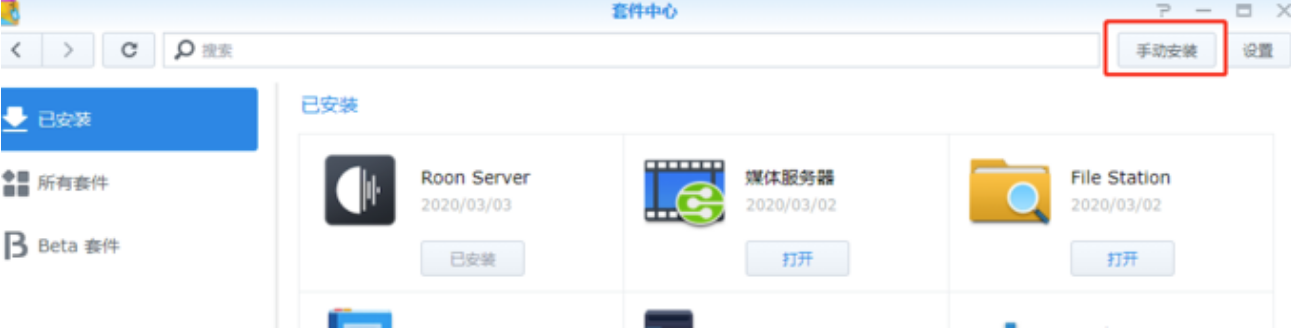 套件中心
搜索
手动安装
设置
已安装
所有套件
Beta 套件
已安装
Roon Server
2020/03/03
已安装
媒体服务器
2020/03/02
打开
File Station
2020/03/02
打开